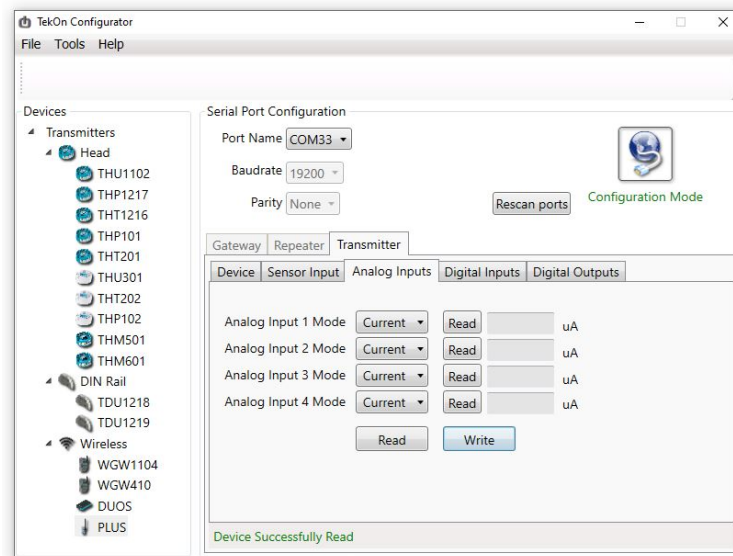 TekOn Configurator
File Tools Help
Devices
Transmitters
Head
THU1102
THP1217
THT1216
THP101
THT201
THU301
THT202
THP102
THM501
THM601
DIN Rail
TDU1218
TDU1219
Wireless
WGW1104
WGW410
DUOS
PLUS
Serial Port Configuration
Port Name COM33
Baudrate 19200
Parity None
Rescan ports
Configuration Mode
Gateway Repeater Transmitter
Device Sensor Input Analog Inputs Digital Inputs Digital Outputs
Analog Input 1 Mode Current Read uA
Analog Input 2 Mode Current Read uA
Analog Input 3 Mode Current Read uA
Analog Input 4 Mode Current Read uA
Read Write
Device Successfully Read